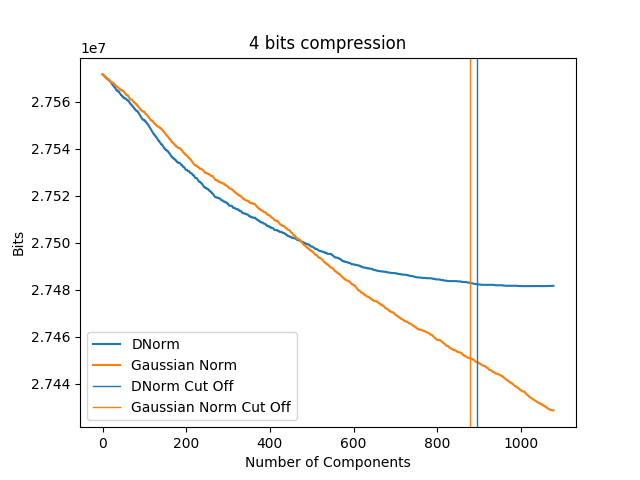 4 bits compression
1e7
2.756
2.754
2.752
2.750
2.748
2.746
2.744
Bits
DNorm
Gaussian Norm
DNorm Cut Off
Gaussian Norm Cut Off
0 200 400 600 800 1000
Number of Components